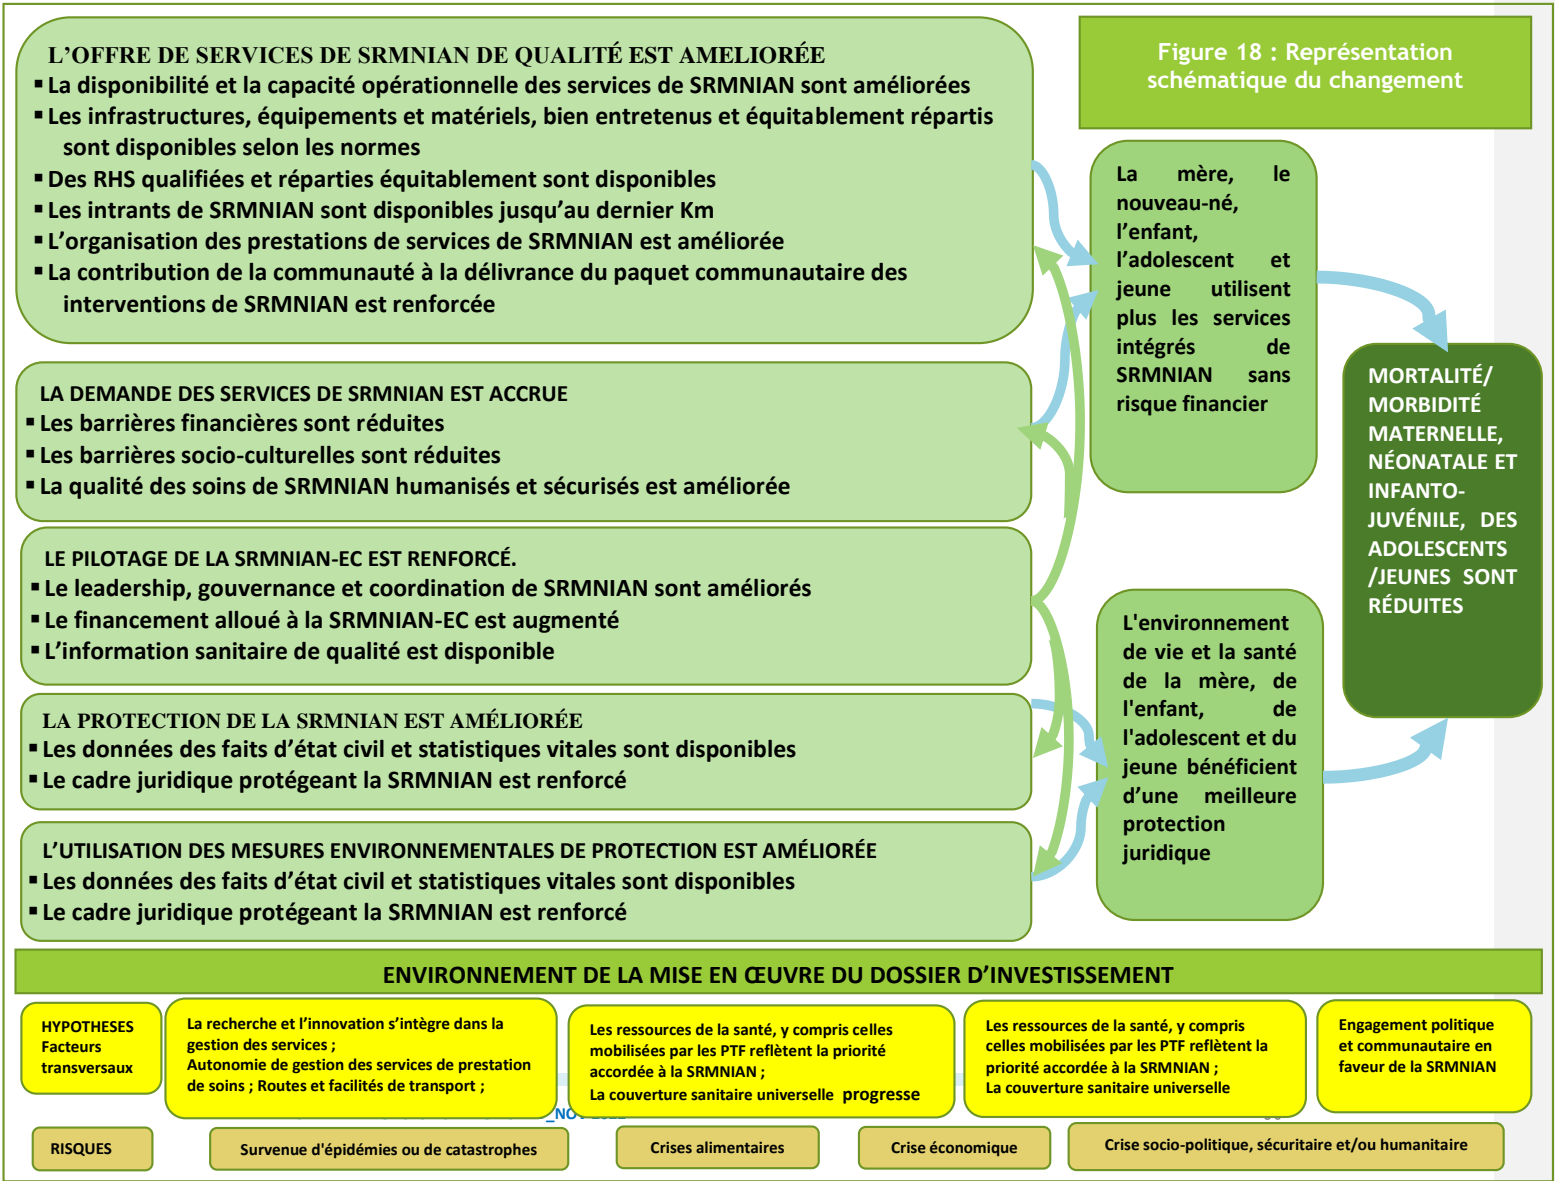 L'OFFRE DE SERVICES DE SRMNIAN DE QUALITÉ EST AMELIORÉE
▪ La disponibilité et la capacité opérationnelle des services de SRMNIAN sont améliorées
▪ Les infrastructures, équipements et matériels, bien entretenus et équitablement répartis
sont disponibles selon les normes
▪ Des RHS qualifiées et réparties équitablement sont disponibles
▪ Les intrants de SRMNIAN sont disponibles jusqu'au dernier Km
▪ L'organisation des prestations de services de SRMNIAN est améliorée
▪ La contribution de la communauté à la délivrance du paquet communautaire des
interventions de SRMNIAN est renforcée
Figure 18 : Représentation
schématique du changement
LA DEMANDE DES SERVICES DE SRMNIAN EST ACCRUE
▪ Les barrières financières sont réduites
▪ Les barrières socio-culturelles sont réduites
▪ La qualité des soins de SRMNIAN humanisés et sécurisés est améliorée
LE PILOTAGE DE LA SRMNIAN-EC EST RENFORCÉ.
▪ Le leadership, gouvernance et coordination de SRMNIAN sont améliorés
▪ Le financement alloué à la SRMNIAN-EC est augmenté
▪ L'information sanitaire de qualité est disponible
LA PROTECTION DE LA SRMNIAN EST AMÉLIORÉE
▪ Les données des faits d'état civil et statistiques vitales sont disponibles
▪ Le cadre juridique protégeant la SRMNIAN est renforcé
L'UTILISATION DES MESURES ENVIRONNEMENTALES DE PROTECTION EST AMÉLIORÉE
▪ Les données des faits d'état civil et statistiques vitales sont disponibles
▪ Le cadre juridique protégeant la SRMNIAN est renforcé
La mère, le
nouveau-né,
l'enfant,
l'adolescent et
jeune utilisent
plus les services
intégrés de
SRMNIAN sans
risque financier
L'environnement
de vie et la santé
de la mère, de
l'enfant, de
l'adolescent et du
jeune bénéficient
d'une meilleure
protection
juridique
MORTALITÉ/
MORBIDITÉ
MATERNELLE,
NÉONATALE ET
INFANTO-
JUVÉNILE, DES
ADOLESCENTS
/JEUNES SONT
RÉDUITES
ENVIRONNEMENT DE LA MISE EN ŒUVRE DU DOSSIER D'INVESTISSEMENT
HYPOTHESES
Facteurs
transversaux
La recherche et l'innovation s'intègre dans la
gestion des services ;
Autonomie de gestion des services de prestation
de soins ; Routes et facilités de transport ;
Les ressources de la santé, y compris celles
mobilisées par les PTF reflètent la priorité
accordée à la SRMNIAN ;
La couverture sanitaire universelle progresse
Les ressources de la santé, y compris
celles mobilisées par les PTF reflètent la
priorité accordée à la SRMNIAN ;
La couverture sanitaire universelle
Engagement politique
et communautaire en
faveur de la SRMNIAN
RISQUES
Survenue d'épidémies ou de catastrophes
Crises alimentaires
Crise économique
Crise socio-politique, sécuritaire et/ou humanitaire